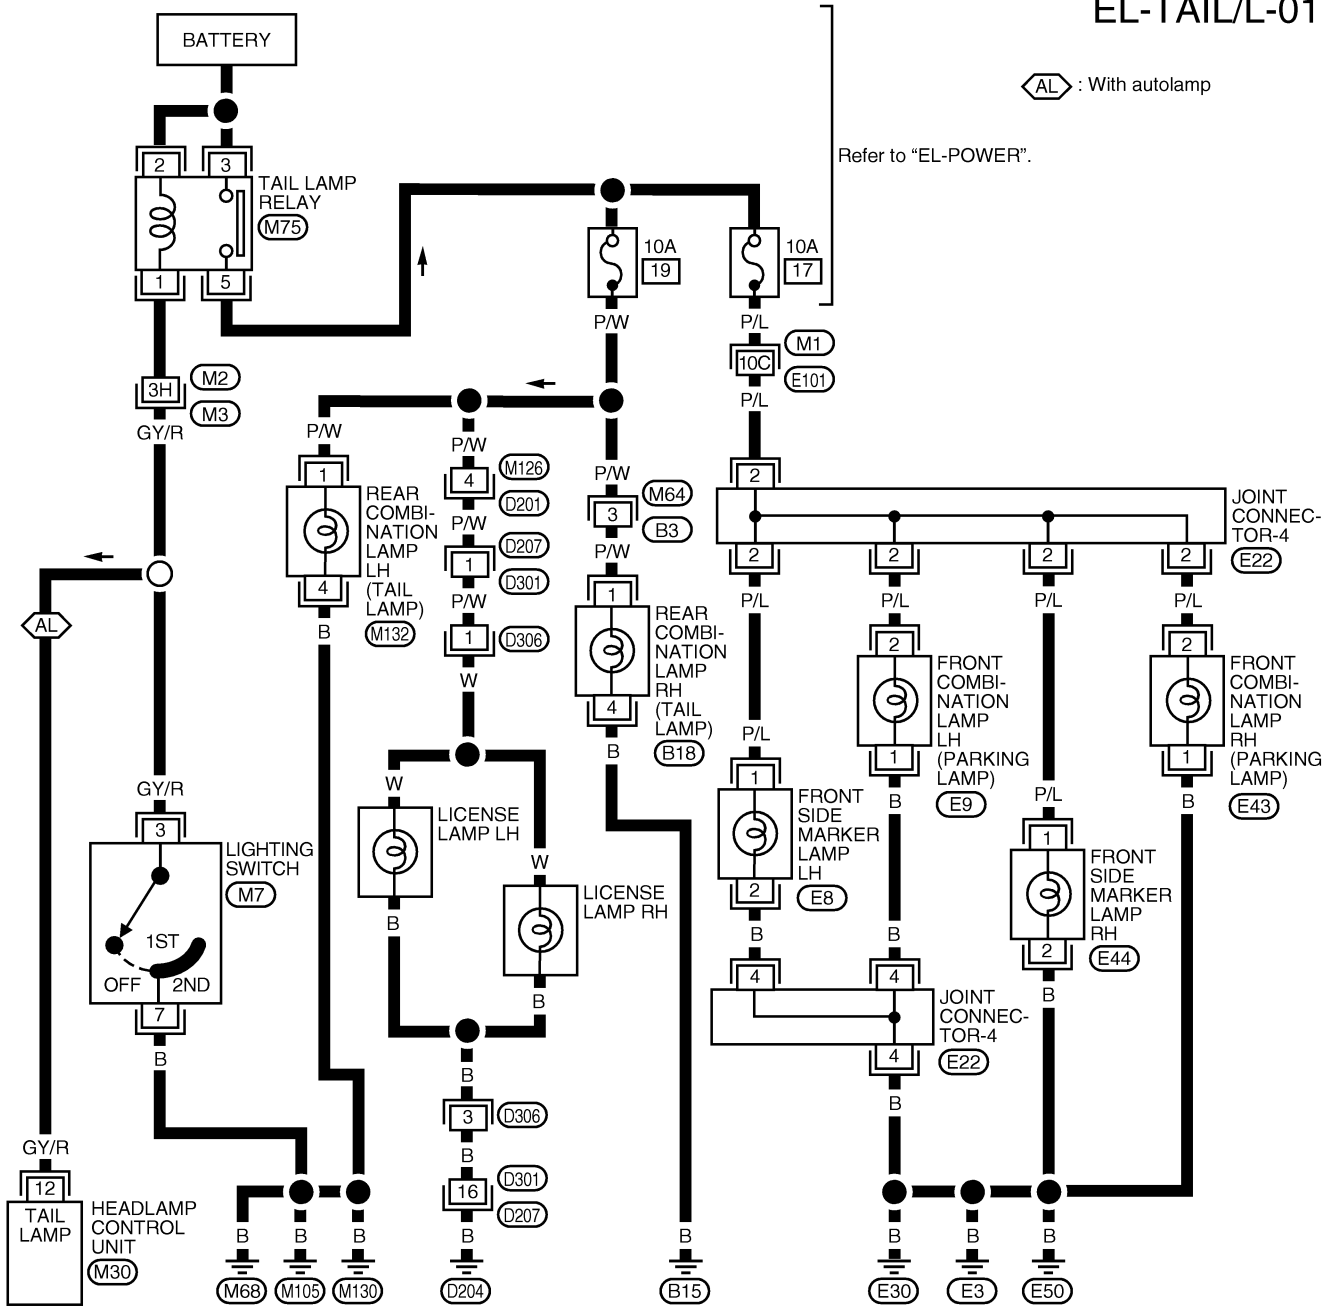 EL-TAIL/L-01
BATTERY
AL : With autolamp
Refer to “EL-POWER”.
2
3
TAIL LAMP
RELAY
M75
1
5
10A
19
10A
17
P/W
P/L
10C
M1
E101
P/L
3H
M2
M3
GY/R
P/W
P/W
P/W
4
M126
D201
P/W
1
D207
D301
P/W
1
D306
W
3
M64
B3
P/W
1
REAR
COMBI-
NATION
LAMP
LH
(TAIL
LAMP)
M132
4
B
1
REAR
COMBI-
NATION
LAMP
RH
(TAIL
LAMP)
B18
4
B
2
JOINT
CONNEC-
TOR-4
E22
2
2
2
2
P/L
P/L
P/L
P/L
AL
P/L
2
FRONT
COMBI-
NATION
LAMP
LH
(PARKING
LAMP)
E9
1
B
2
FRONT
COMBI-
NATION
LAMP
RH
(PARKING
LAMP)
E43
1
B
P/L
GY/R
3
LIGHTING
SWITCH
M7
1ST
OFF
2ND
7
B
W
LICENSE
LAMP LH
B
W
LICENSE
LAMP RH
B
1
FRONT
SIDE
MARKER
LAMP
LH
E8
2
B
1
FRONT
SIDE
MARKER
LAMP
RH
E44
2
B
4
4
JOINT
CONNEC-
TOR-4
E22
4
B
B
3
D306
B
16
D301
D207
GY/R
12
TAIL
LAMP
HEADLAMP
CONTROL
UNIT
M30
B
B
B
B
B
B
B
B
M68
M105
M130
D204
B15
E30
E3
E50